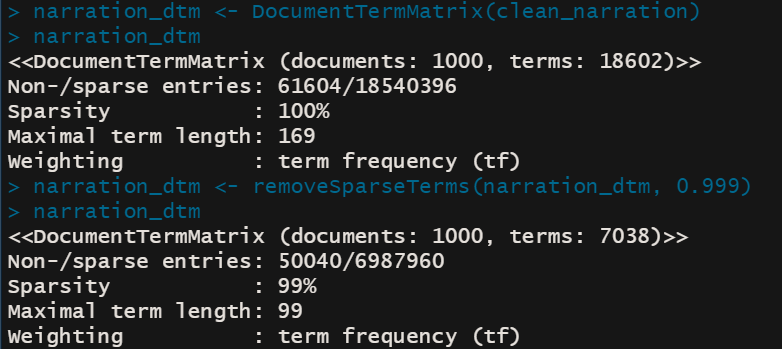 > narration_dtm <- DocumentTermMatrix(clean_narration)
> narration_dtm
<<DocumentTermMatrix (documents: 1000, terms: 18602)>>
Non-/sparse entries: 61604/18540396
Sparsity           : 100%
Maximal term length: 169
Weighting          : term frequency (tf)
> narration_dtm <- removeSparseTerms(narration_dtm, 0.999)
> narration_dtm
<<DocumentTermMatrix (documents: 1000, terms: 7038)>>
Non-/sparse entries: 50040/6987960
Sparsity           : 99%
Maximal term length: 99
Weighting          : term frequency (tf)